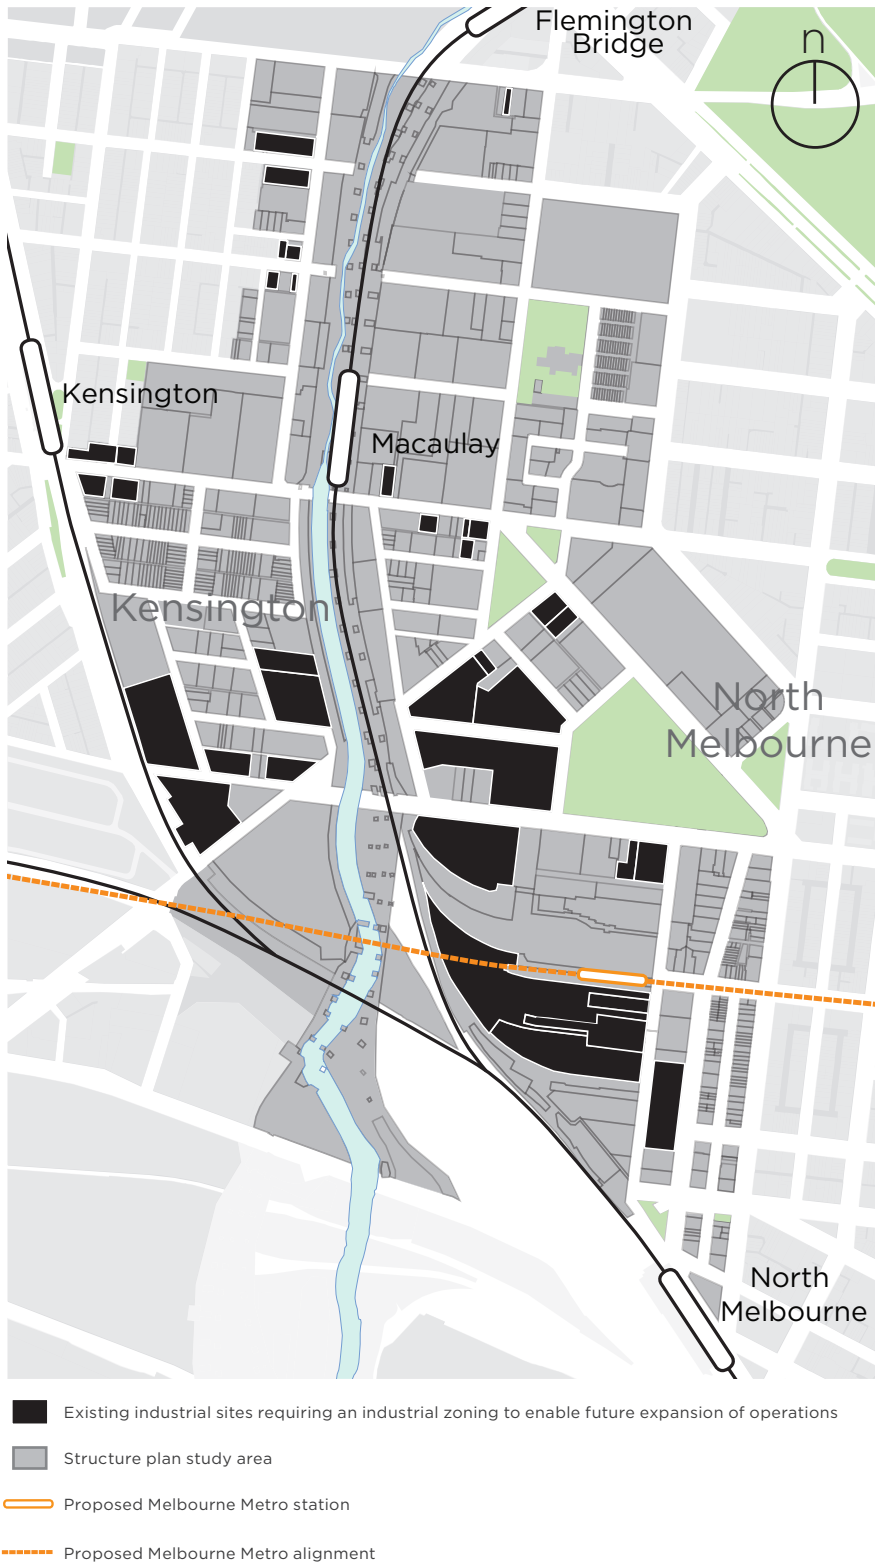 Flemington
Bridge
n
Kensington
Macaulay
Kensington
North
Melbourne
North
Melbourne
Existing industrial sites requiring an industrial zoning to enable future expansion of operations
Structure plan study area
Proposed Melbourne Metro station
Proposed Melbourne Metro alignment